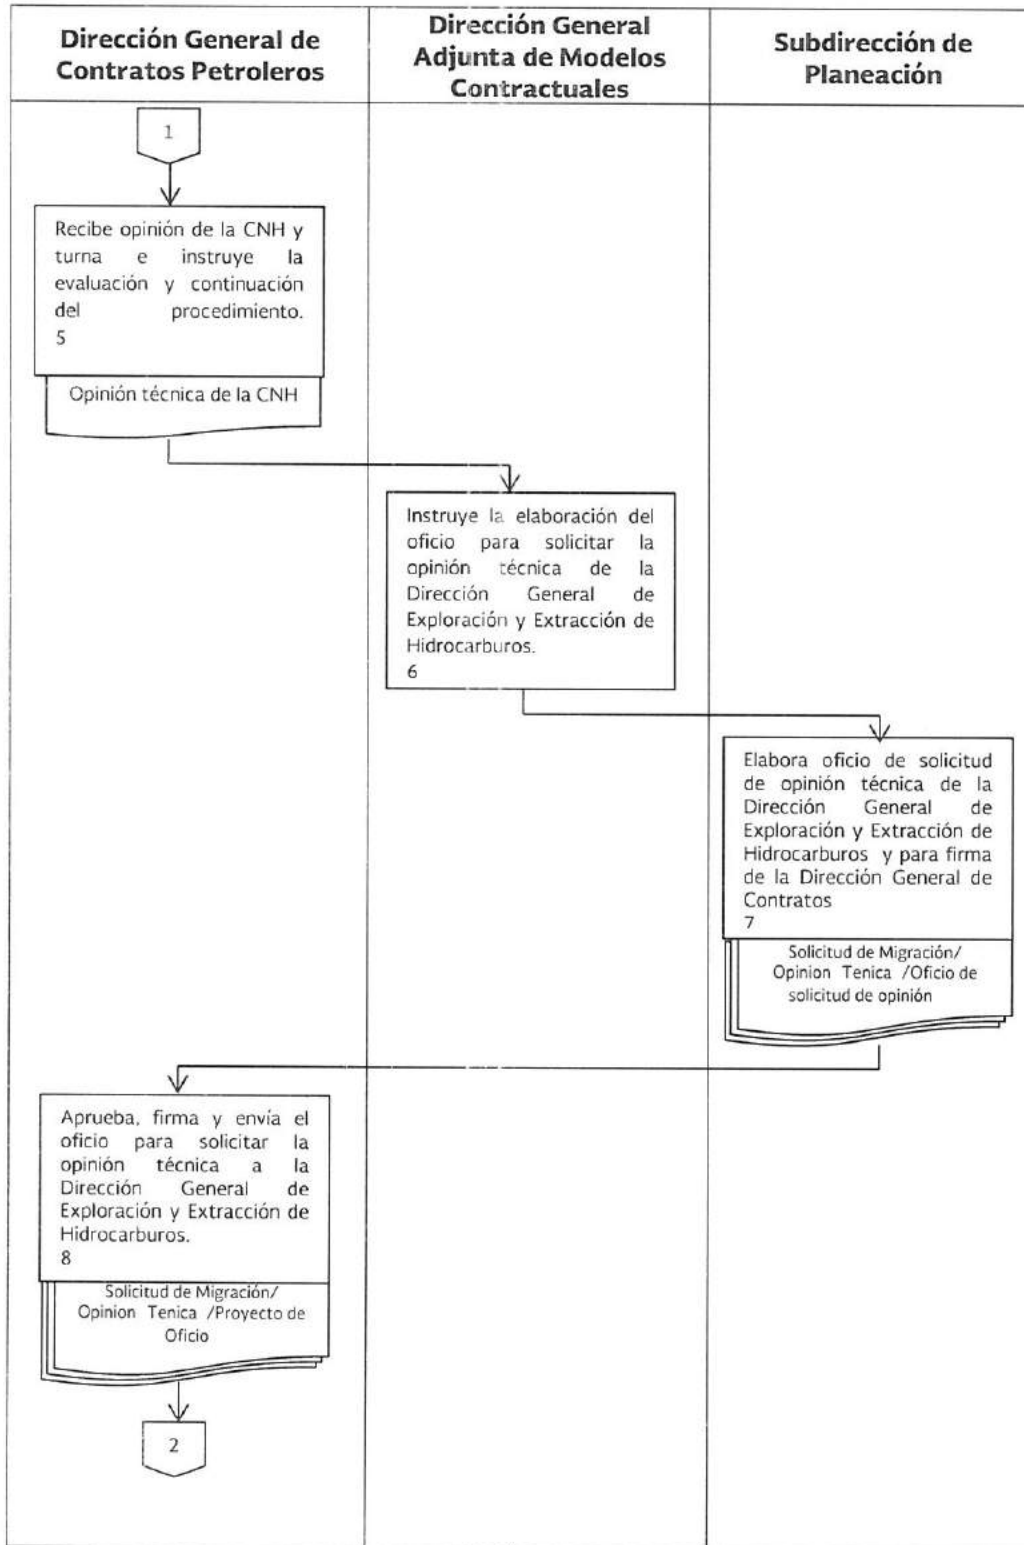 Dirección General de
Contratos Petroleros
Dirección General
Adjunta de Modelos
Contractuales
Subdirección de
Planeación
1
Recibe opinión de la CNH y
turna e instruye la
evaluación y continuación
del procedimiento.
5
Opinión técnica de la CNH
Instruye la elaboración del
oficio para solicitar la
opinión técnica de la
Dirección General de
Exploración y Extracción de
Hidrocarburos.
6
Elabora oficio de solicitud
de opinión técnica de la
Dirección General de
Exploración y Extracción de
Hidrocarburos y para firma
de la Dirección General de
Contratos
7
Solicitud de Migración/
Opinion Tenica /Oficio de
solicitud de opinión
Aprueba, firma y envía el
oficio para solicitar la
opinión técnica a la
Dirección General de
Exploración y Extracción de
Hidrocarburos.
8
Solicitud de Migración/
Opinion Tenica /Proyecto de
Oficio
2